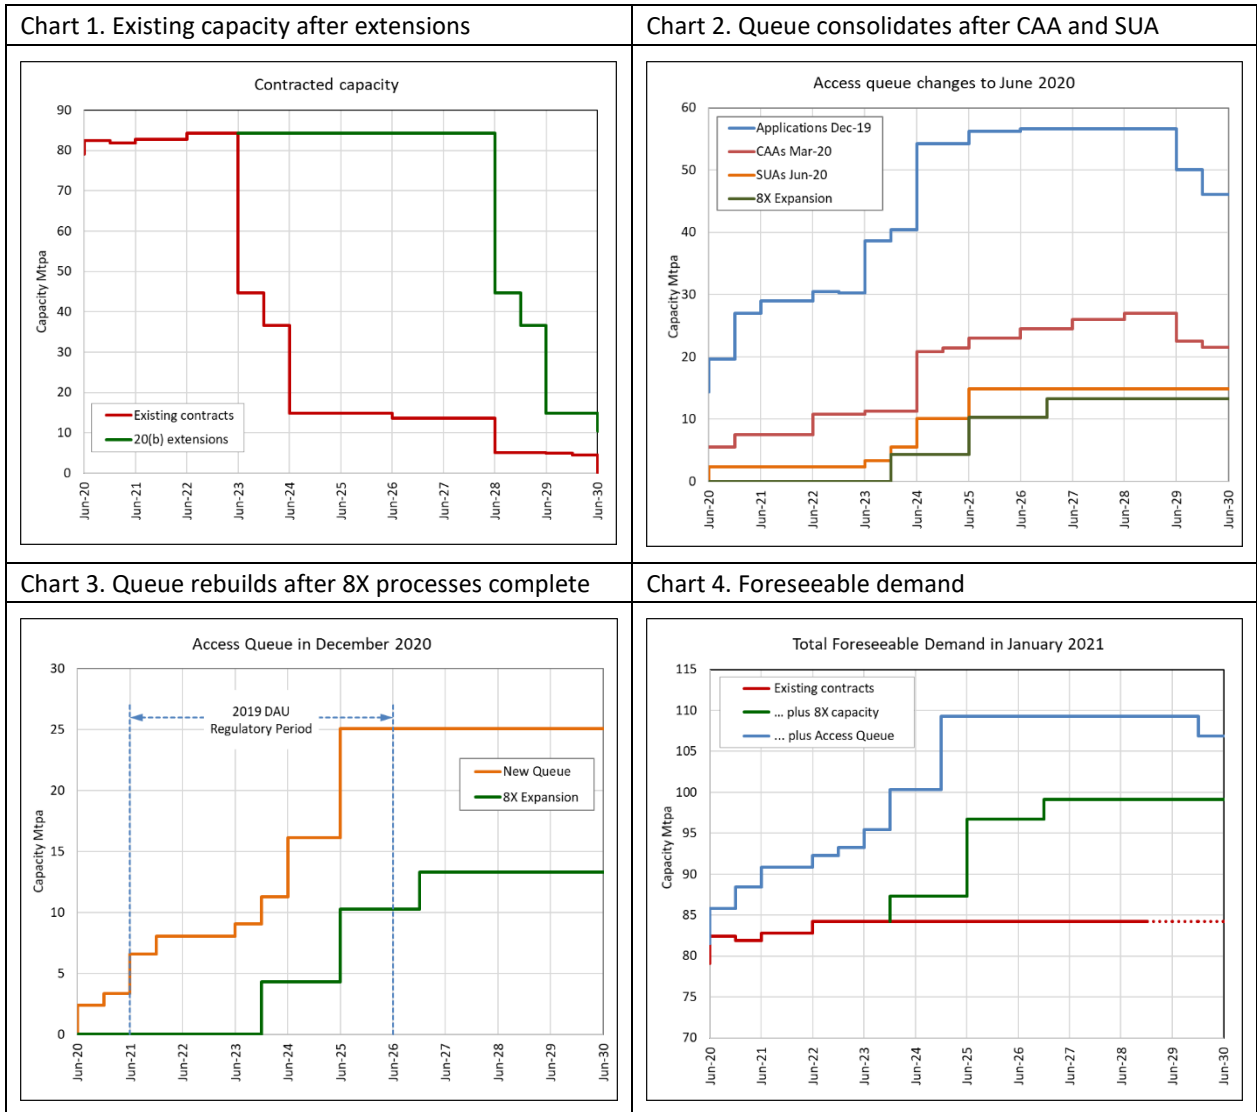 Chart 1. Existing capacity after extensions
Contracted capacity
Capacity Mtpa
90
80
70
60
50
40
30
20
10
0
Existing contracts
20(b) extensions
Jun-20
Jun-21
Jun-22
Jun-23
Jun-24
Jun-25
Jun-26
Jun-27
Jun-28
Jun-29
Jun-30
Chart 2. Queue consolidates after CAA and SUA
Access queue changes to June 2020
Capacity Mtpa
60
50
40
30
20
10
0
Applications Dec-19
CAAs Mar-20
SUAs Jun-20
8X Expansion
Jun-20
Jun-21
Jun-22
Jun-23
Jun-24
Jun-25
Jun-26
Jun-27
Jun-28
Jun-29
Jun-30
Chart 3. Queue rebuilds after 8X processes complete
Access Queue in December 2020
Capacity Mtpa
30
25
20
15
10
5
0
2019 DAU
Regulatory Period
New Queue
8X Expansion
Jun-20
Jun-21
Jun-22
Jun-23
Jun-24
Jun-25
Jun-26
Jun-27
Jun-28
Jun-29
Jun-30
Chart 4. Foreseeable demand
Total Foreseeable Demand in January 2021
Capacity Mtpa
115
110
105
100
95
90
85
80
75
70
Existing contracts
... plus 8X capacity
... plus Access Queue
Jun-20
Jun-21
Jun-22
Jun-23
Jun-24
Jun-25
Jun-26
Jun-27
Jun-28
Jun-29
Jun-30